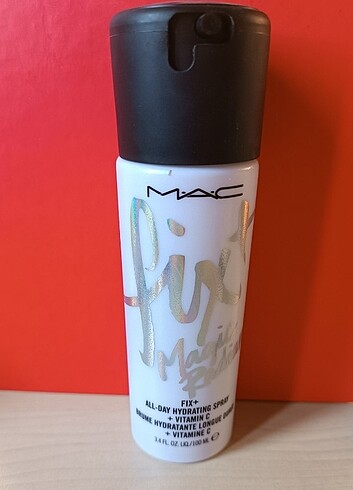 M·A·C
fix+
Magic
Radiance
FIX+
ALL-DAY HYDRATING SPRAY
+ VITAMIN C
BRUME HYDRATANTE LONGUE DURÉE
+ VITAMINE C
3.4 FL. OZ. LIQ./100 ML ℮